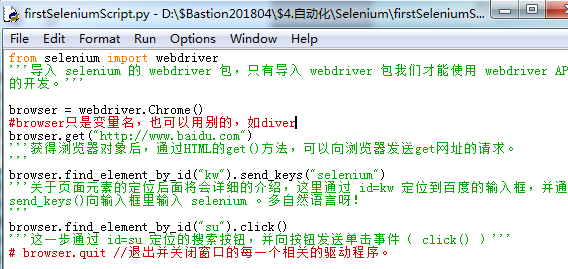 firstSeleniumScript.py - D:\$Bastion201804\$4.自动化\Selenium\firstSeleniumS...
File Edit Format Run Options Window Help
from selenium import webdriver
'''导入 selenium 的 webdriver 包，只有导入 webdriver 包我们才能使用 webdriver AP
的开发。'''
browser = webdriver.Chrome()
#browser只是变量名，也可以用别的，如diver
browser.get("http://www.baidu.com")
'''获得浏览器对象后，通过HTML的get()方法，可以向浏览器发送get网址的请求。
'''
browser.find_element_by_id("kw").send_keys("selenium")
'''关于页面元素的定位后面将会详细的介绍，这里通过 id=kw 定位到百度的输入框，并通
send_keys()向输入框里输入 selenium 。多自然语言呀！
'''
browser.find_element_by_id("su").click()
'''这一步通过 id=su 定位的搜索按钮，并向按钮发送单击事件（ click() ）'''
# browser.quit //退出并关闭窗口的每一个相关的驱动程序。